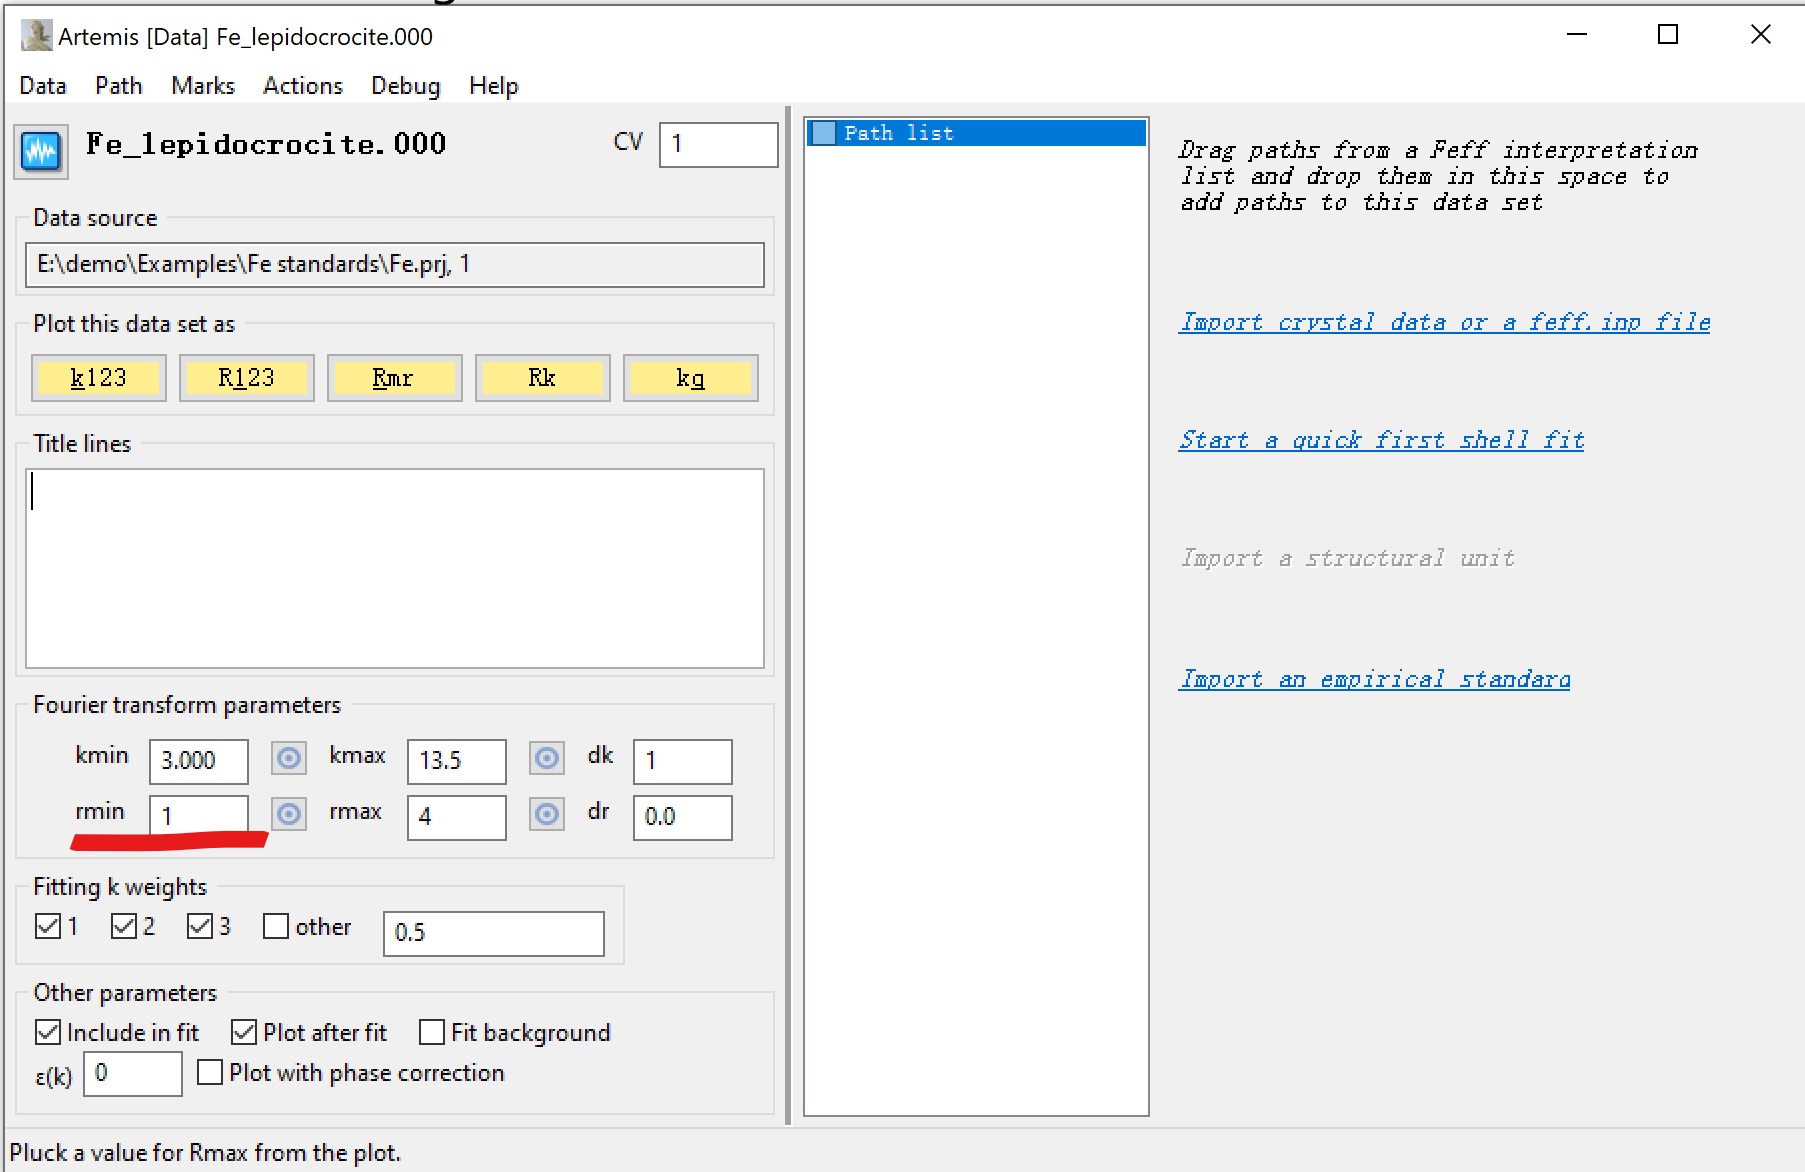 Artemis [Data] Fe_lepidocrocite.000
Data Path Marks Actions Debug Help
Fe_lepidocrocite.000
CV 1
Data source
E:\demo\Examples\Fe standards\Fe.prj, 1
Plot this data set as
k123 R123 Rmr Rk kq
Title lines
Fourier transform parameters
kmin 3.000 kmax 13.5 dk 1
rmin 1 rmax 4 dr 0.0
Fitting k weights
1 2 3 other 0.5
Other parameters
Include in fit Plot after fit Fit background
ε(k) 0 Plot with phase correction
Path list
Drag paths from a Feff interpretation
list and drop them in this space to
add paths to this data set
Import crystal data or a feff.inp file
Start a quick first shell fit
Import a structural unit
Import an empirical standard
Pluck a value for Rmax from the plot.